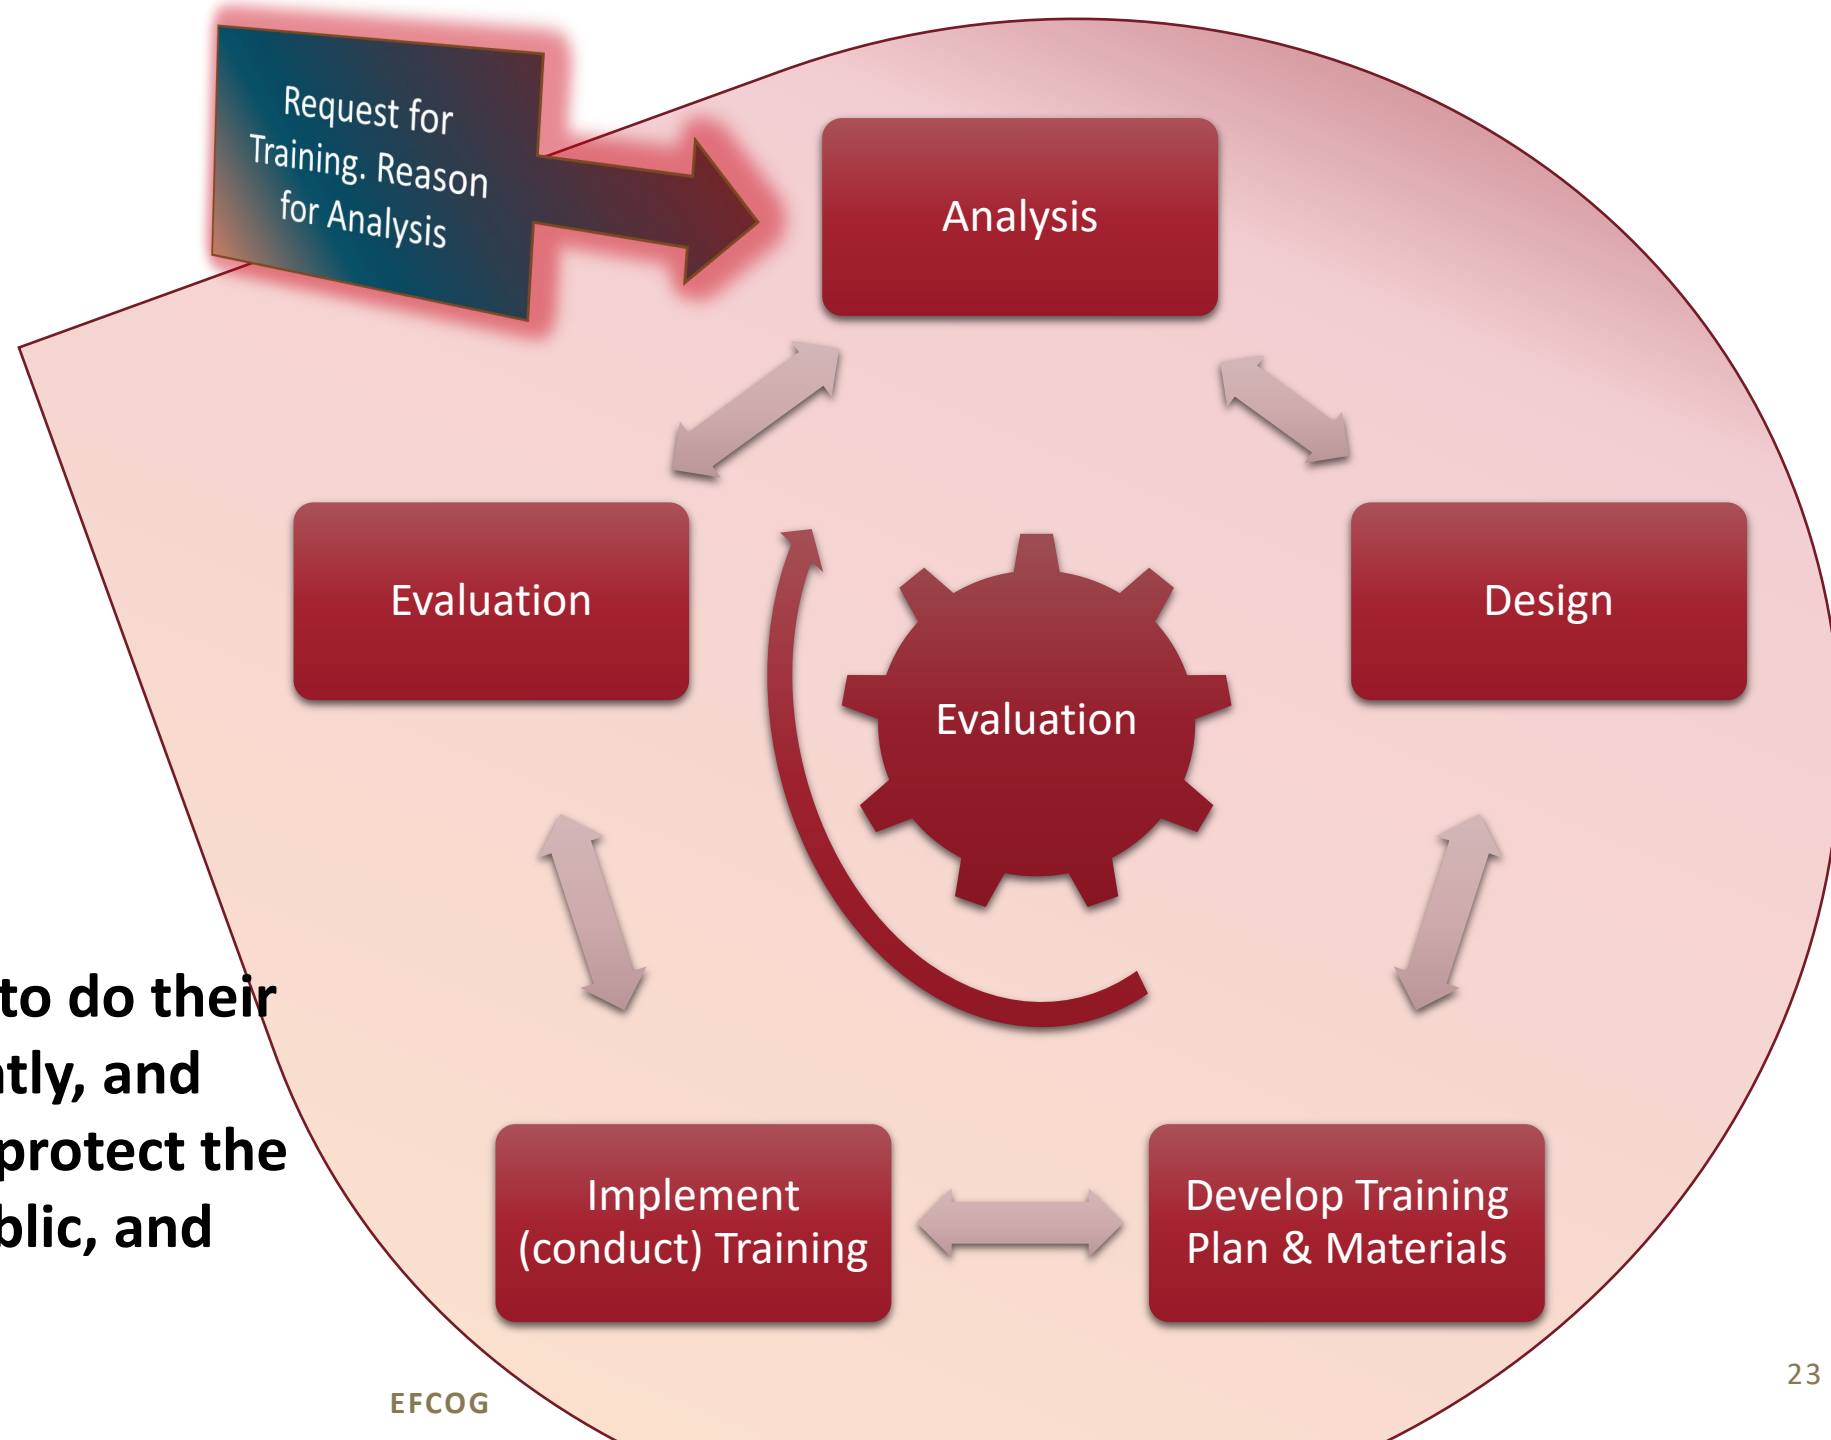 Request for
Training. Reason
for Analysis
Analysis
Evaluation
Design
Evaluation
to do their
tly, and
protect the
blic, and
Implement
(conduct) Training
Develop Training
Plan & Materials
EFCOG
23